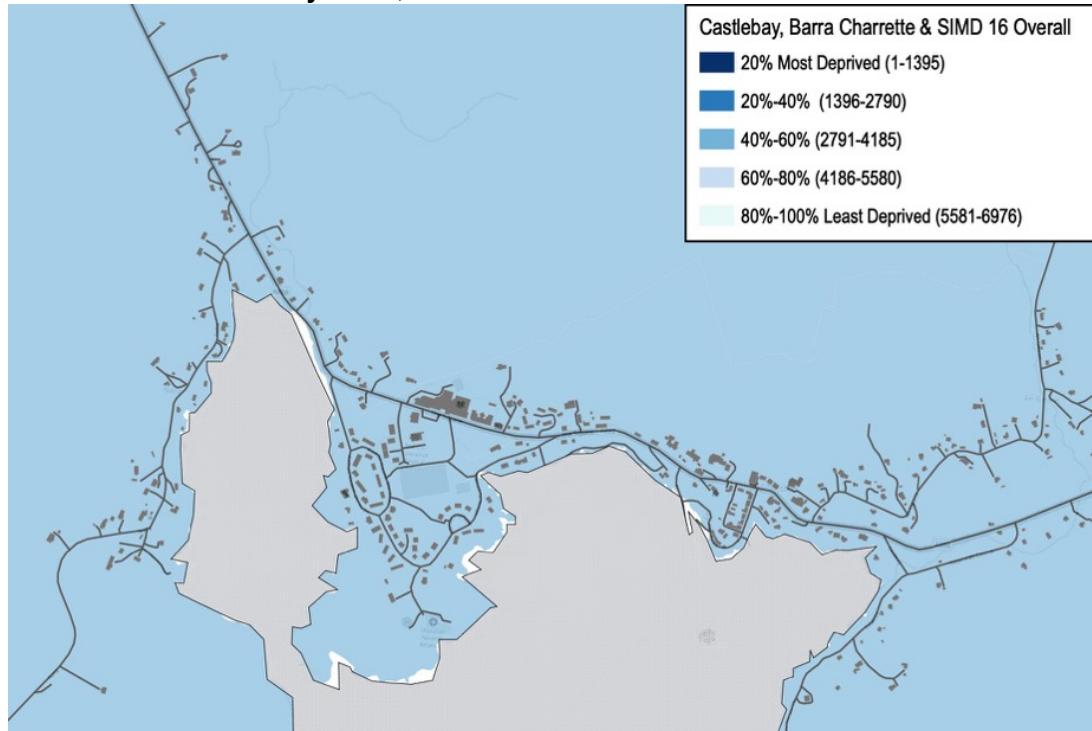 Castlebay, Barra Charrette & SIMD 16 Overall
20% Most Deprived (1-1395)
20%-40% (1396-2790)
40%-60% (2791-4185)
60%-80% (4186-5580)
80%-100% Least Deprived (5581-6976)